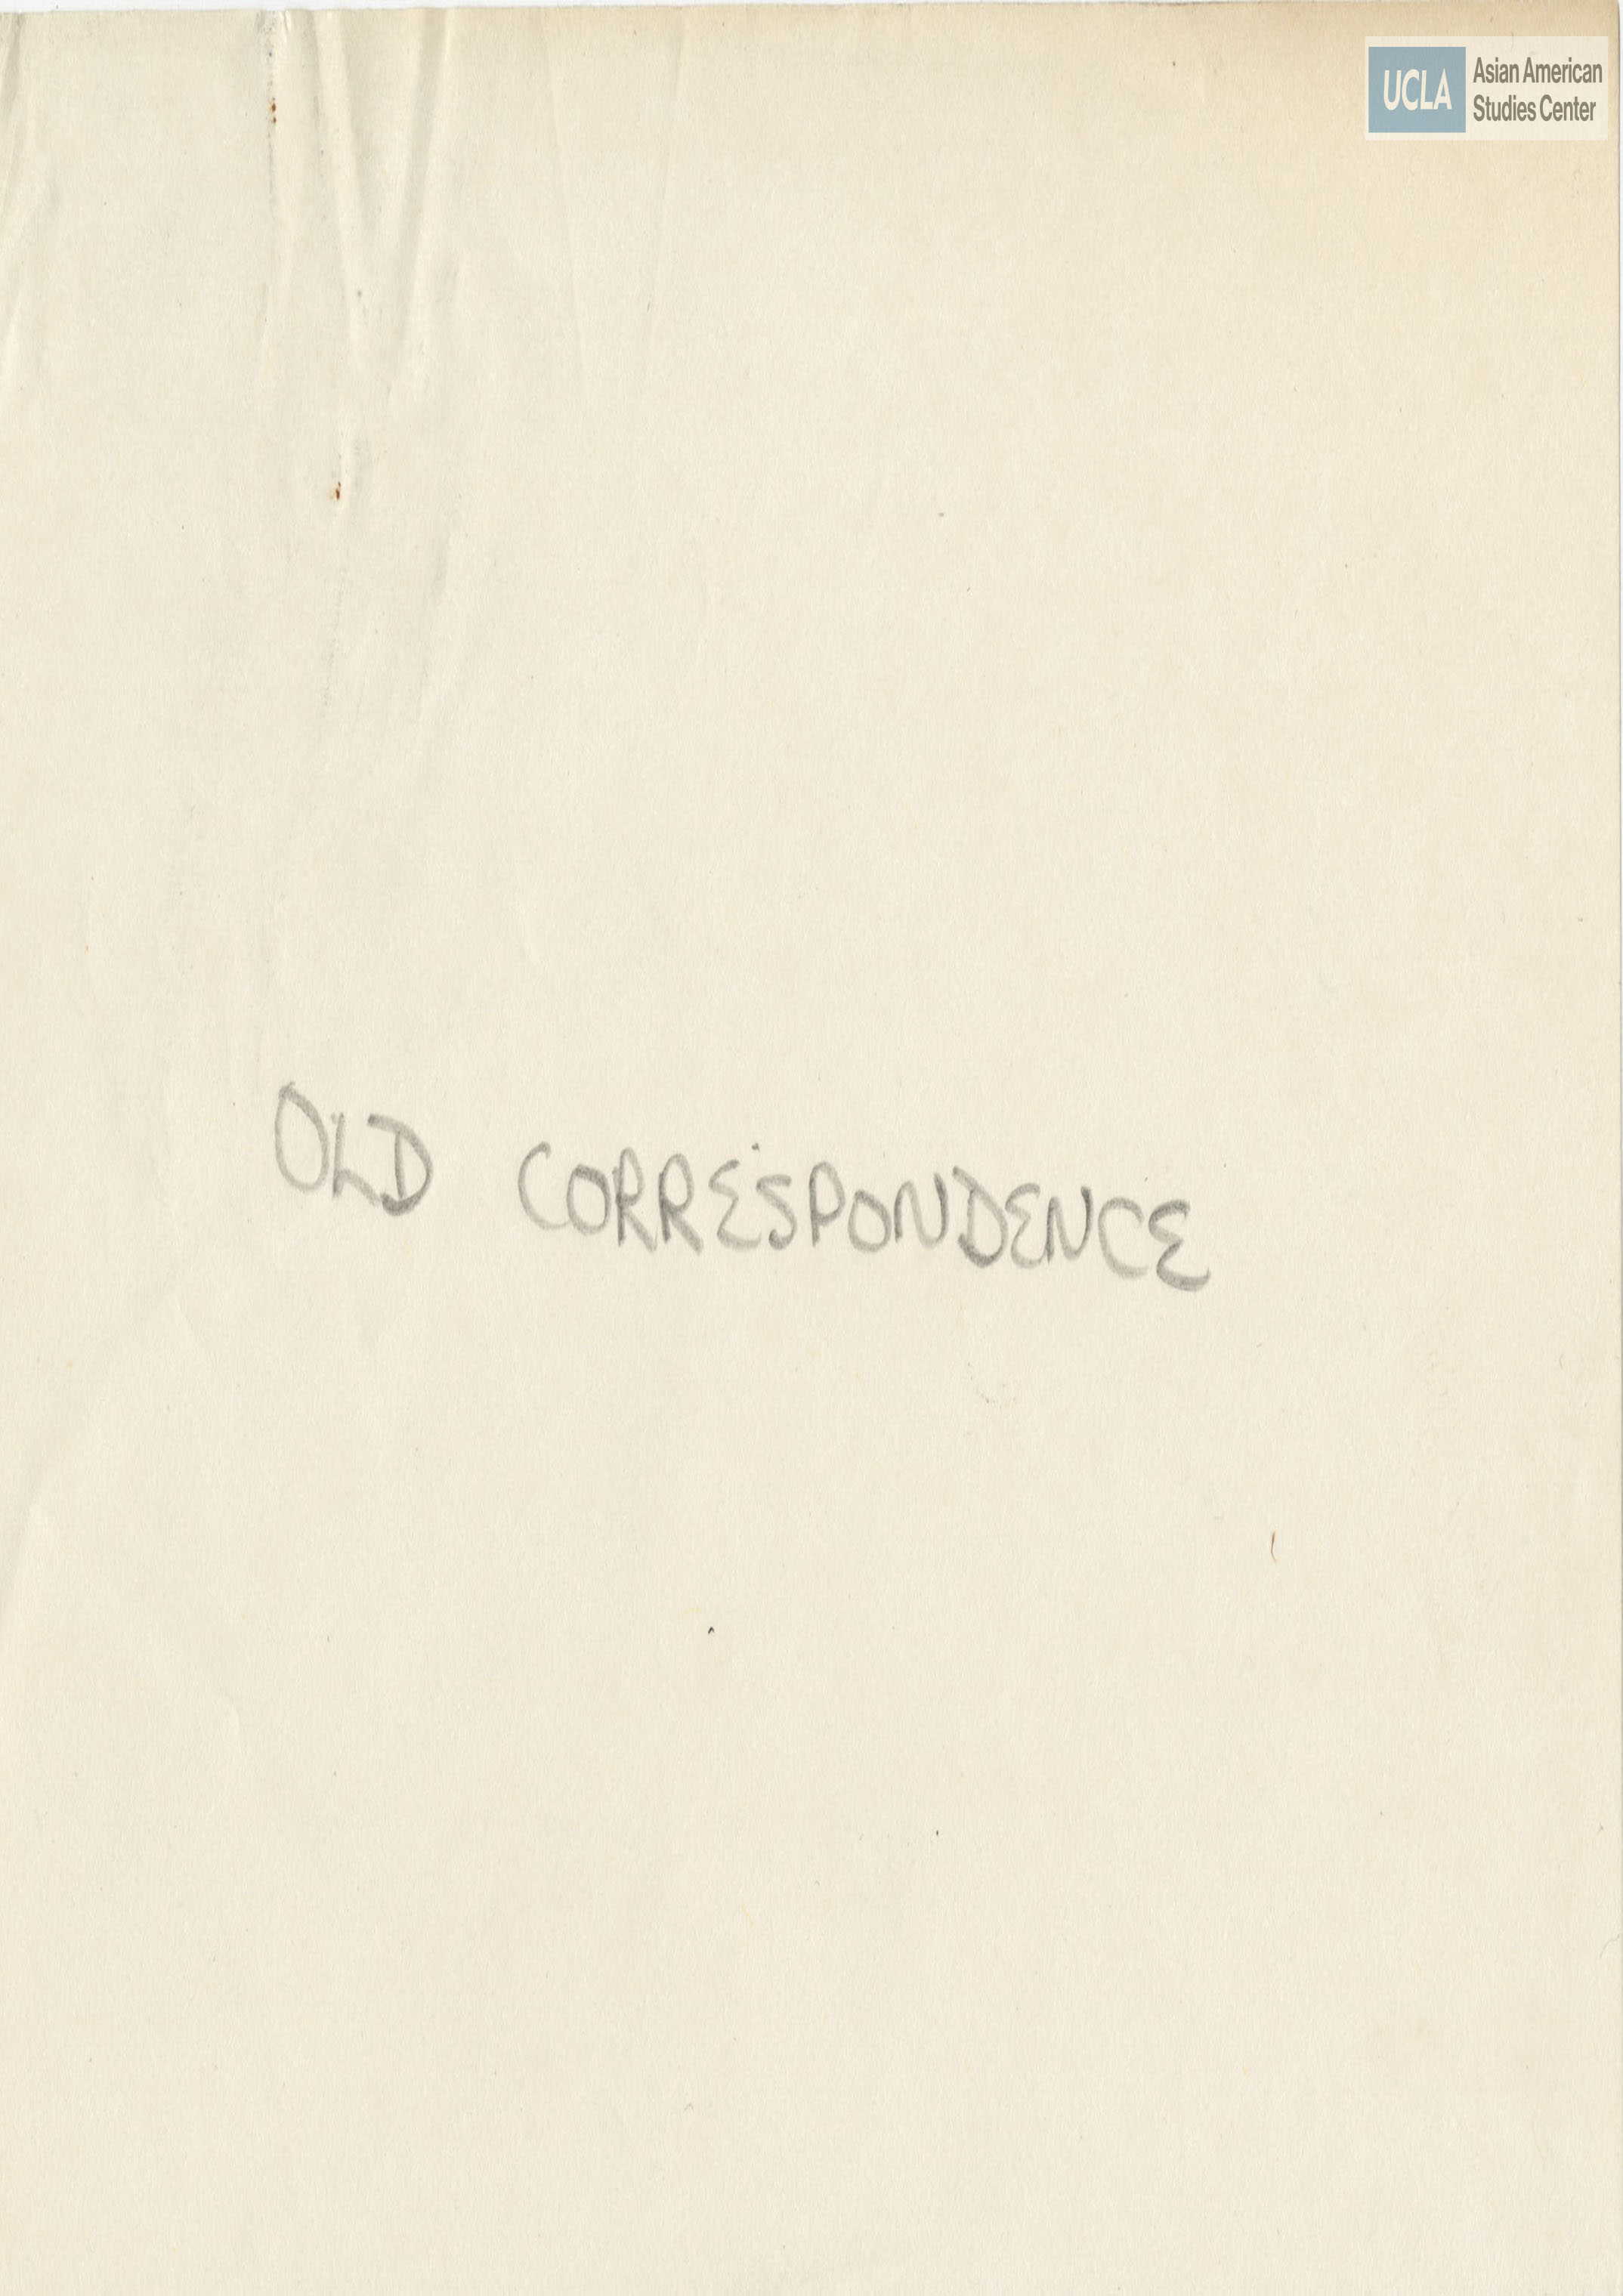 UCLA Asian American
Studies Center
OLD CORRESPONDENCE